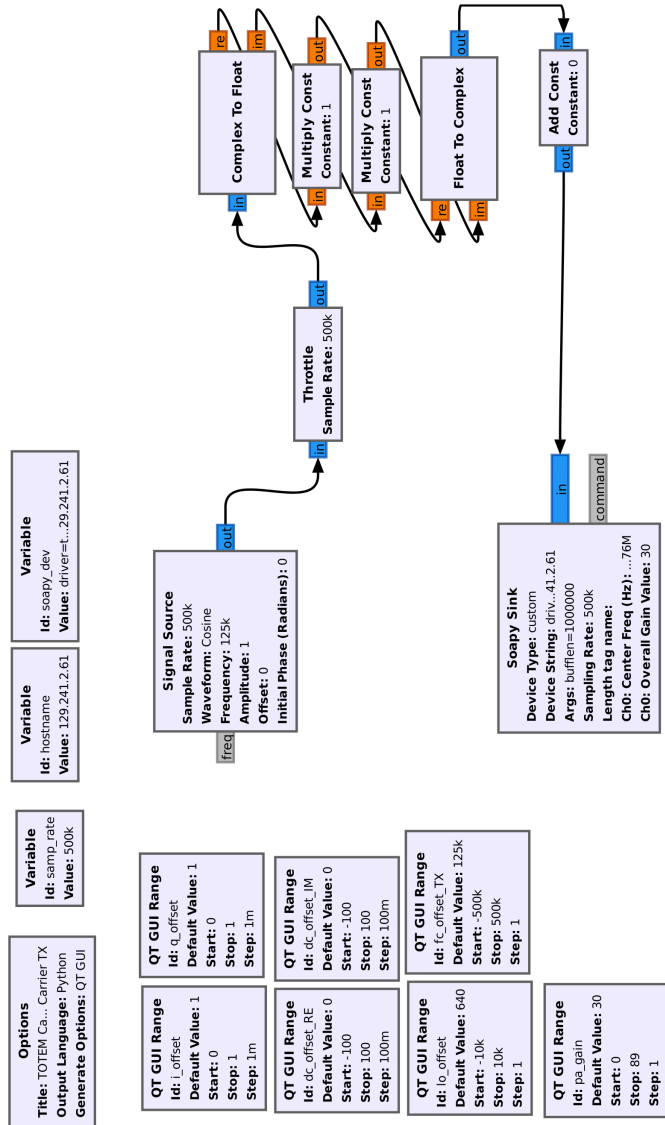 Options
Title: TOTEM Ca... Carrier TX
Output Language: Python
Generate Options: QT GUI
Variable
Id: samp_rate
Value: 500k
Variable
Id: hostname
Value: 129.241.2.61
Variable
Id: soapy_dev
Value: driver=t...29.241.2.61
QT GUI Range
Id: i_offset
Default Value: 1
Start: 0
Stop: 1
Step: 1m
QT GUI Range
Id: q_offset
Default Value: 1
Start: 0
Stop: 1
Step: 1m
QT GUI Range
Id: dc_offset_RE
Default Value: 0
Start: -100
Stop: 100
Step: 100m
QT GUI Range
Id: dc_offset_IM
Default Value: 0
Start: -100
Stop: 100
Step: 100m
QT GUI Range
Id: lo_offset
Default Value: 640
Start: -10k
Stop: 10k
Step: 1
QT GUI Range
Id: fc_offset_TX
Default Value: 125k
Start: -500k
Stop: 500k
Step: 1
QT GUI Range
Id: pa_gain
Default Value: 30
Start: 0
Stop: 89
Step: 1
freq
Signal Source
Sample Rate: 500k
Waveform: Cosine
Frequency: 125k
Amplitude: 1
Offset: 0
Initial Phase (Radians): 0
out
in
Throttle
Sample Rate: 500k
out
in
Complex To Float
re
im
in
Multiply Const
Constant: 1
out
in
Multiply Const
Constant: 1
out
re
im
Float To Complex
out
in
Add Const
Constant: 0
out
Soapy Sink
Device Type: custom
Device String: driv...41.2.61
Args: bufflen=1000000
Sampling Rate: 500k
Length tag name:
Ch0: Center Freq (Hz): ...76M
Ch0: Overall Gain Value: 30
in
command